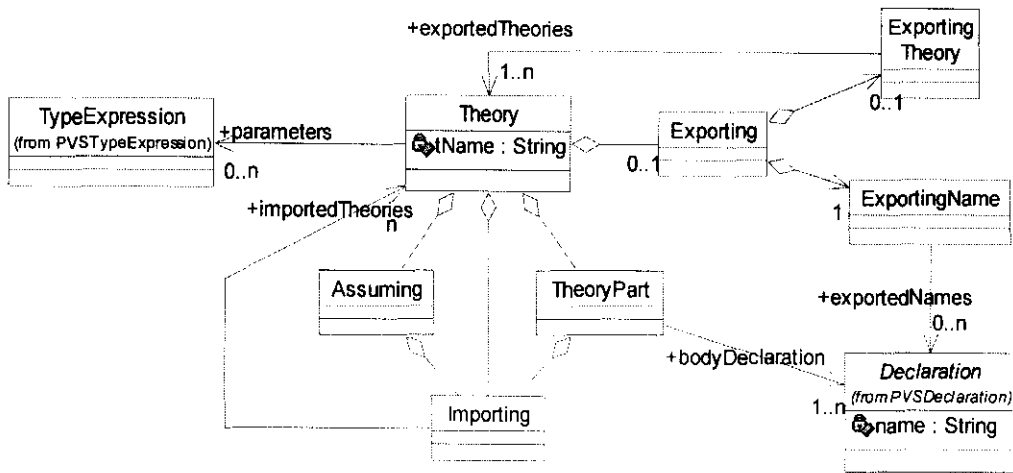 +exportedTheories
Exporting
Theory
1..n
0..1
TypeExpression
(from PVSTypeExpression)
+parameters
0..n
Theory
tName : String
0..1
Exporting
+importedTheories
n
1
ExportingName
Assuming
TheoryPart
+exportedNames
0..n
+bodyDeclaration
1..n
Declaration
(from PVSDeclaration)
name : String
Importing